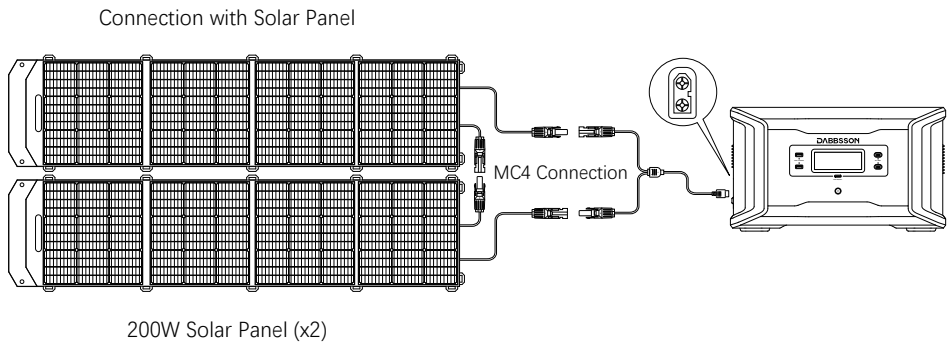 Connection with Solar Panel
MC4 Connection
DABBSSON
200W Solar Panel (x2)